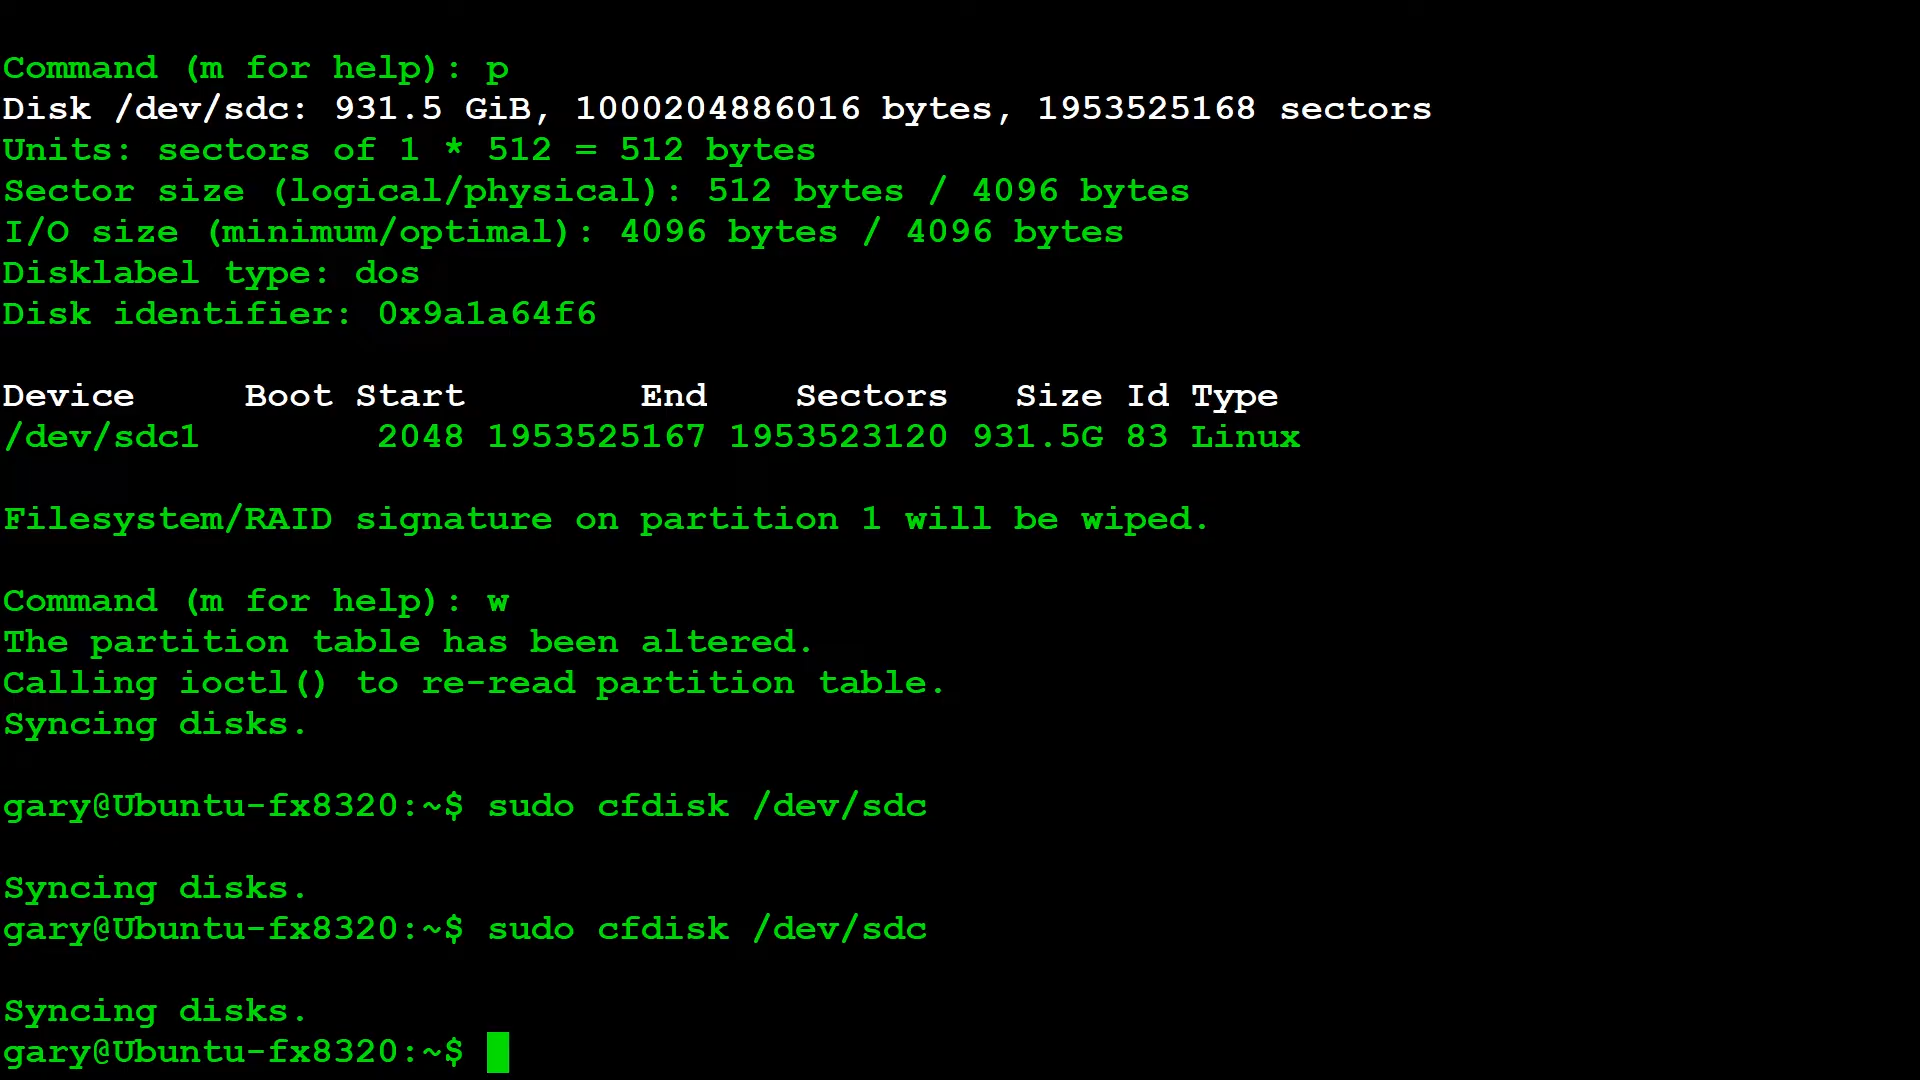 Command (m for help): p
Disk /dev/sdc: 931.5 GiB, 1000204886016 bytes, 1953525168 sectors
Units: sectors of 1 * 512 = 512 bytes
Sector size (logical/physical): 512 bytes / 4096 bytes
I/O size (minimum/optimal): 4096 bytes / 4096 bytes
Disklabel type: dos
Disk identifier: 0x9a1a64f6
Device     Boot Start        End    Sectors   Size Id Type
/dev/sdc1        2048 1953525167 1953523120 931.5G 83 Linux
Filesystem/RAID signature on partition 1 will be wiped.
Command (m for help): w
The partition table has been altered.
Calling ioctl() to re-read partition table.
Syncing disks.
gary@Ubuntu-fx8320:~$ sudo cfdisk /dev/sdc
Syncing disks.
gary@Ubuntu-fx8320:~$ sudo cfdisk /dev/sdc
Syncing disks.
gary@Ubuntu-fx8320:~$